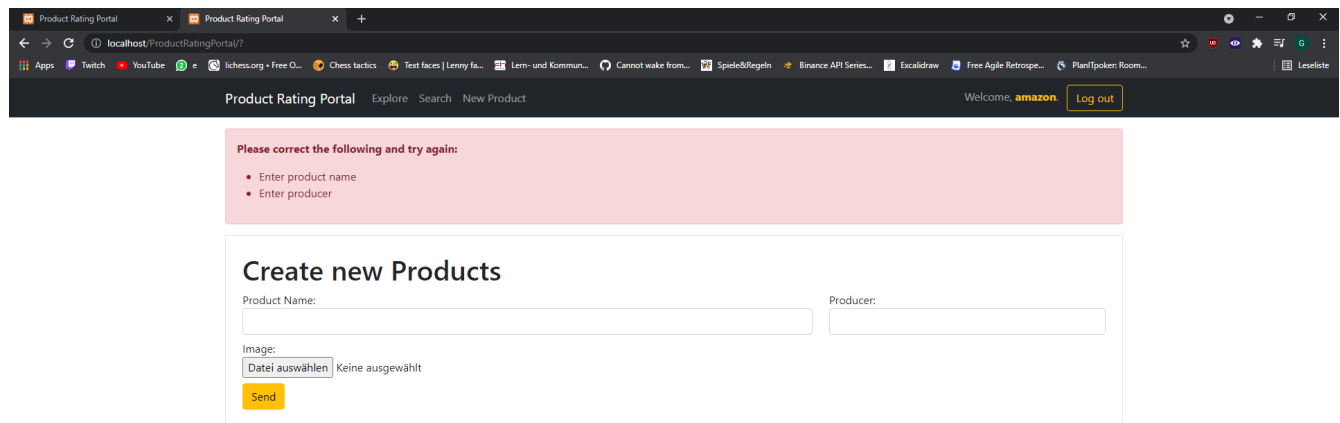 Product Rating Portal Product Rating Portal
localhost/ProductRatingPortal/?
Apps Twitch YouTube e lichess.org • Free O... Chess tactics Text faces | Lenny fa... Lern- und Kommun... Cannot wake from... Spiele&Regeln Binance API Series... Excalidraw Free Agile Retrospe... PlanITpoker: Room... Leseliste
Product Rating Portal Explore Search New Product Welcome, amazon. Log out
Please correct the following and try again:
• Enter product name
• Enter producer
Create new Products
Product Name: Producer:
Image:
Datei auswählen Keine ausgewählt
Send